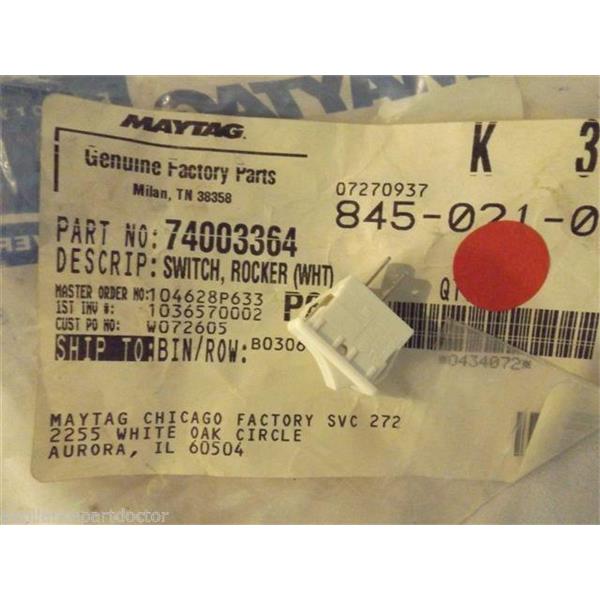 MAYTAG
Genuine Factory Parts
Milan, TN 38358
K 3
07270937
845-021-0
PART NO: 74003364
DESCRIP: SWITCH, ROCKER (WHT)
MASTER ORDER NO: 104628P633
1ST INV #: 1036570002
CUST PO NO: W072605
SHIP TO: BIN/ROW: B0306
*0434072*
MAYTAG CHICAGO FACTORY SVC 272
2255 WHITE OAK CIRCLE
AURORA, IL 60504